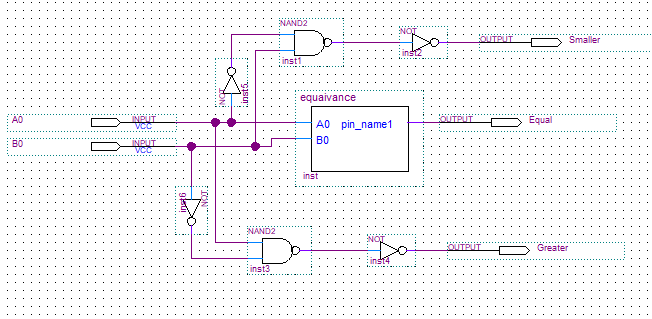 NAND2
NOT
OUTPUT
Smaller
inst1
inst2
NOT
inst5
equaivance
A0
INPUT
VCC
A0
pin_name1
OUTPUT
Equal
B0
INPUT
VCC
B0
inst
inst6
NOT
NAND2
NOT
OUTPUT
Greater
inst3
inst4